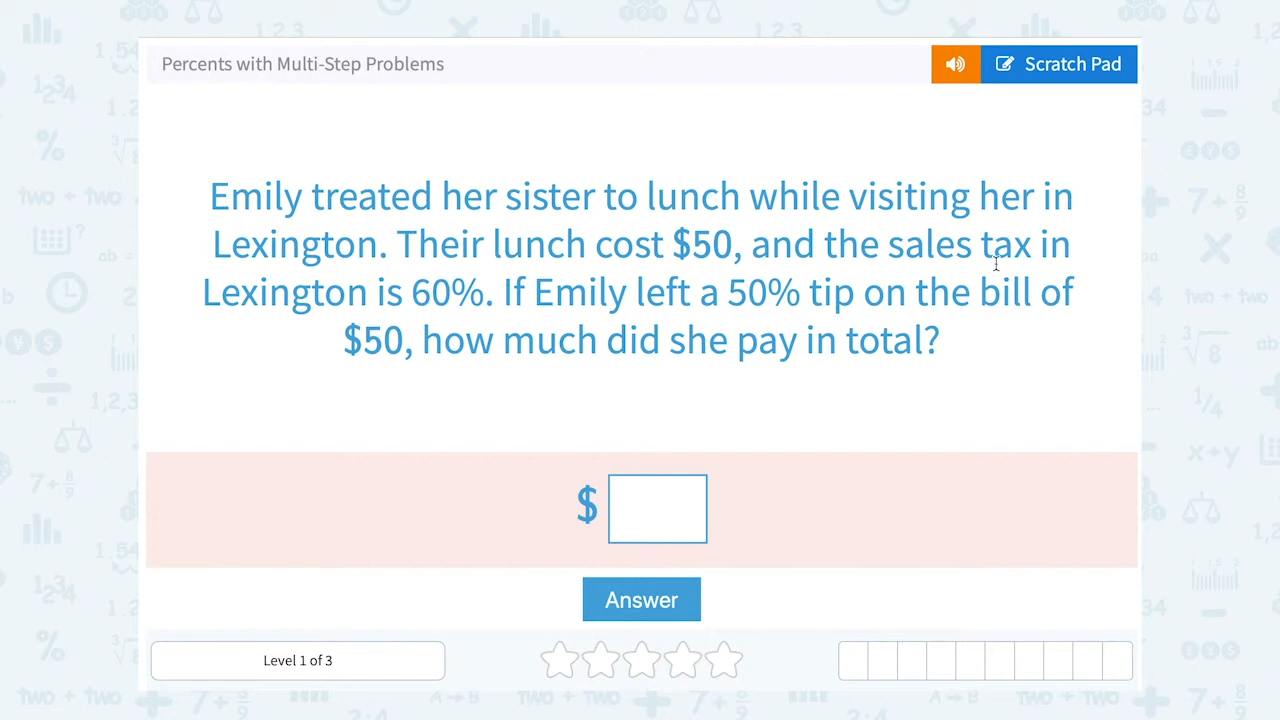 Percents with Multi-Step Problems
Scratch Pad
Emily treated her sister to lunch while visiting her in
Lexington. Their lunch cost $50, and the sales tax in
Lexington is 60%. If Emily left a 50% tip on the bill of
$50, how much did she pay in total?
$
Answer
Level 1 of 3